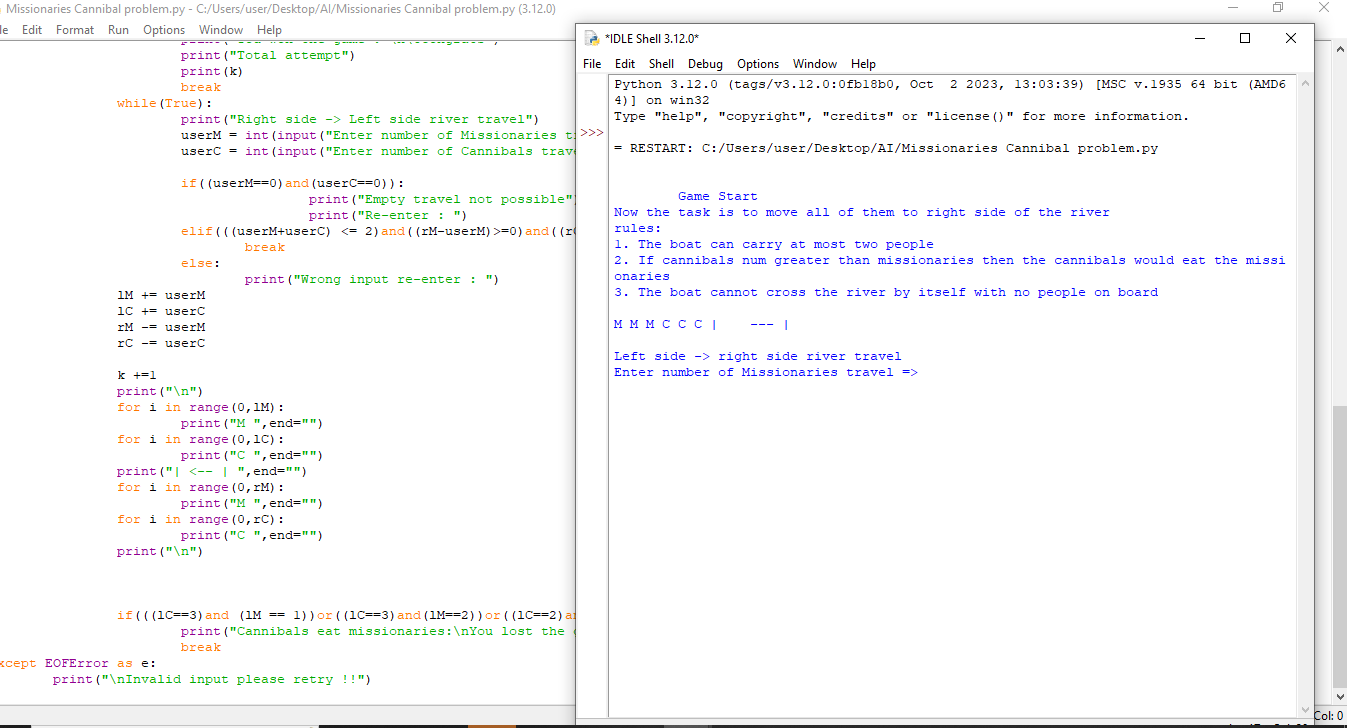 Missionaries Cannibal problem.py - C:/Users/user/Desktop/AI/Missionaries Cannibal problem.py (3.12.0)
Edit Format Run Options Window Help
print("Total attempt")
print(k)
break
while(True):
print("Right side -> Left side river travel")
userM = int(input("Enter number of Missionaries
userC = int(input("Enter number of Cannibals
if((userM==0)and(userC==0)):
print("Empty travel not possible")
print("Re-enter : ")
elif(((userM+userC) <= 2)and((rM-userM)>=0)and((
break
else:
print("Wrong input re-enter : ")
lM += userM
lC += userC
rM -= userM
rC -= userC
k +=1
print("\n")
for i in range(0,lM):
print("M ",end="")
for i in range(0,lC):
print("C ",end="")
print("| <-- | ",end="")
for i in range(0,rM):
print("M ",end="")
for i in range(0,rC):
print("C ",end="")
print("\n")
if(((lC==3)and (lM == 1))or((lC==3)and(lM==2))or((lC==2)
print("Cannibals eat missionaries:\nYou lost the
break
EOFError as e:
print("\nInvalid input please retry !!")
*IDLE Shell 3.12.0*
File Edit Shell Debug Options Window Help
Python 3.12.0 (tags/v3.12.0:0fb18b0, Oct  2 2023, 13:03:39) [MSC v.1935 64 bit (AMD6
4)] on win32
Type "help", "copyright", "credits" or "license()" for more information.
>>>
= RESTART: C:/Users/user/Desktop/AI/Missionaries Cannibal problem.py
Game Start
Now the task is to move all of them to right side of the river
rules:
1. The boat can carry at most two people
2. If cannibals num greater than missionaries then the cannibals would eat the missi
onaries
3. The boat cannot cross the river by itself with no people on board
M M M C C C |    --- |
Left side -> right side river travel
Enter number of Missionaries travel =>
Col: 0